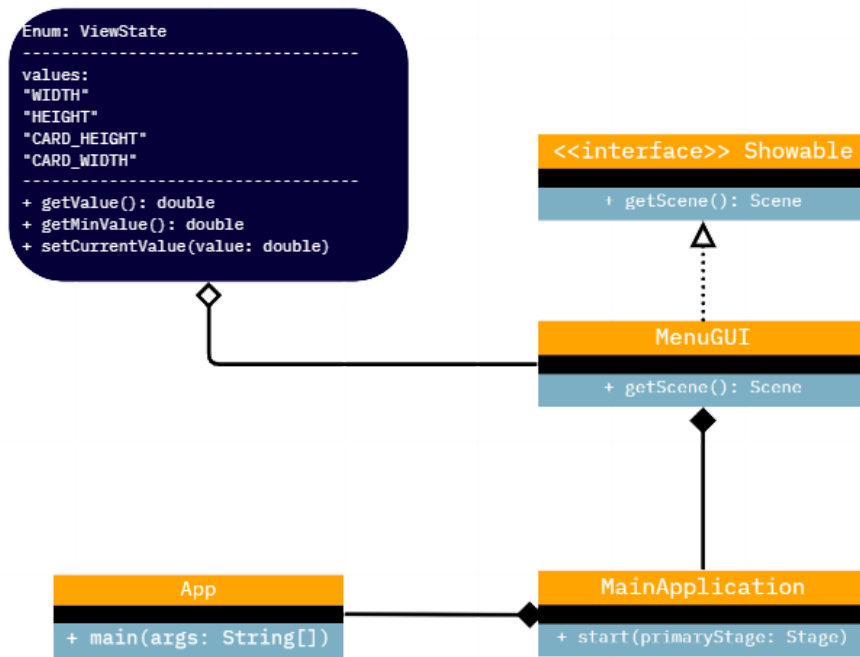 Enum: ViewState
-----------------------------------
values:
"WIDTH"
"HEIGHT"
"CARD_HEIGHT"
"CARD_WIDTH"
-----------------------------------
+ getValue(): double
+ getMinValue(): double
+ setCurrentValue(value: double)
<<interface>> Showable
+ getScene(): Scene
MenuGUI
+ getScene(): Scene
App
+ main(args: String[])
MainApplication
+ start(primaryStage: Stage)